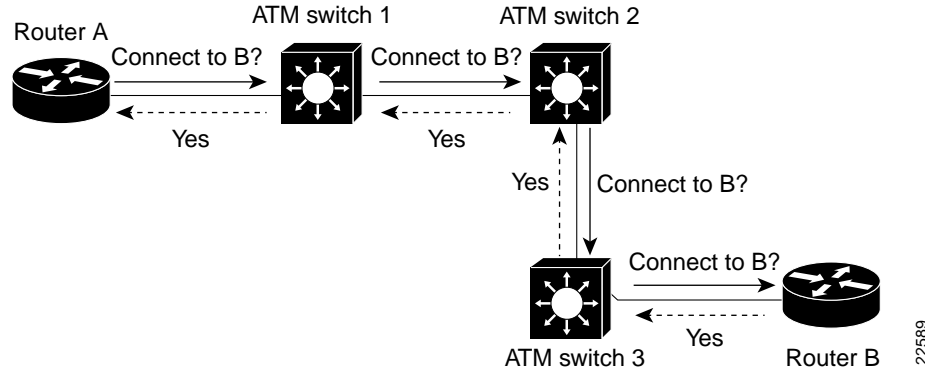 ATM switch 1
ATM switch 2
Router A
Connect to B?
Connect to B?
Yes
Yes
Yes
Connect to B?
Connect to B?
Yes
ATM switch 3
Router B
22589